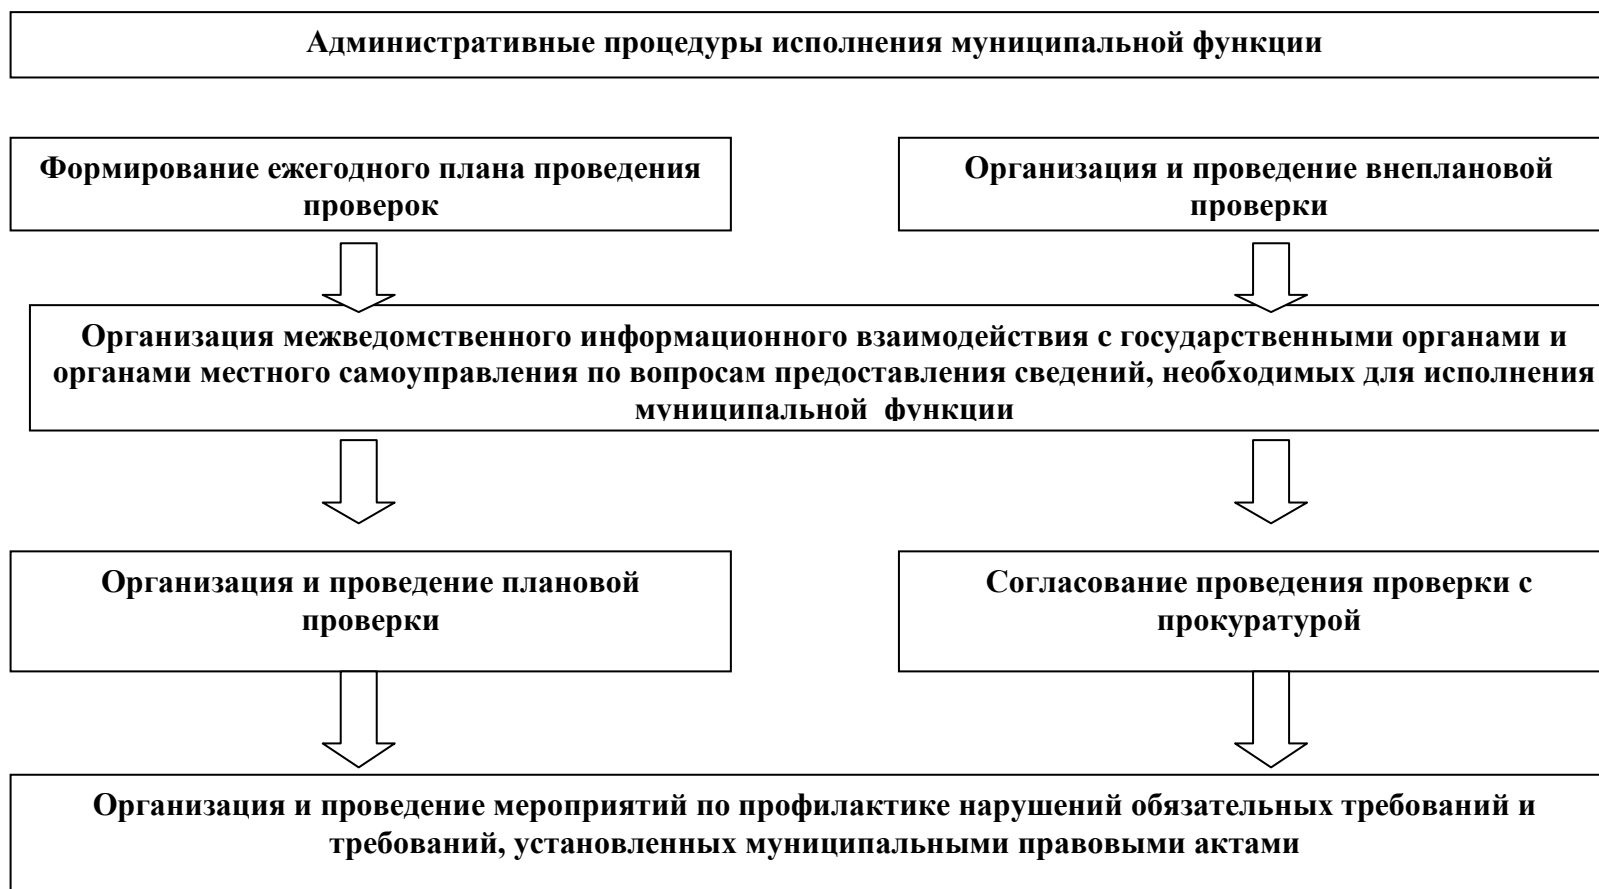 Административные процедуры исполнения муниципальной функции
Формирование ежегодного плана проведения
проверок
Организация и проведение внеплановой
проверки
Организация межведомственного информационного взаимодействия с государственными органами и
органами местного самоуправления по вопросам предоставления сведений, необходимых для исполнения
муниципальной функции
Организация и проведение плановой
проверки
Согласование проведения проверки с
прокуратурой
Организация и проведение мероприятий по профилактике нарушений обязательных требований и
требований, установленных муниципальными правовыми актами